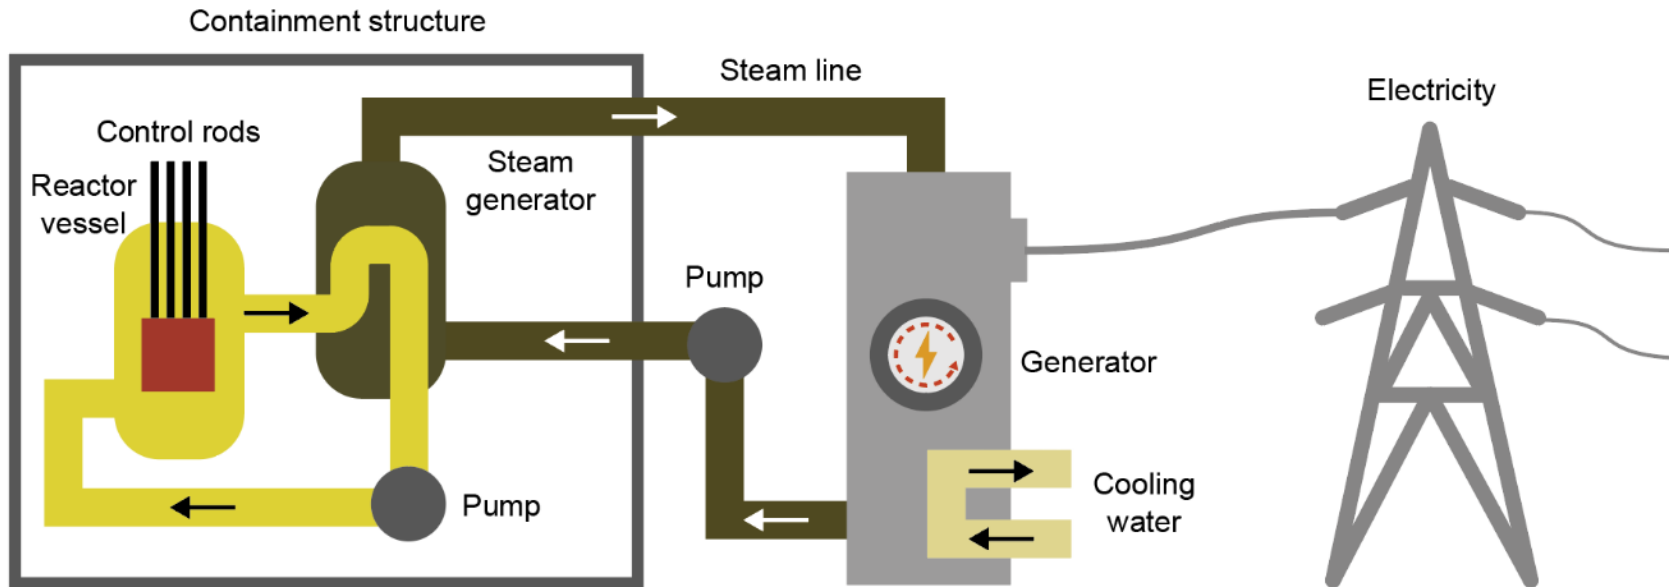 Containment structure
Steam line
Electricity
Control rods
Reactor
vessel
Steam
generator
Pump
Generator
Pump
Cooling
water